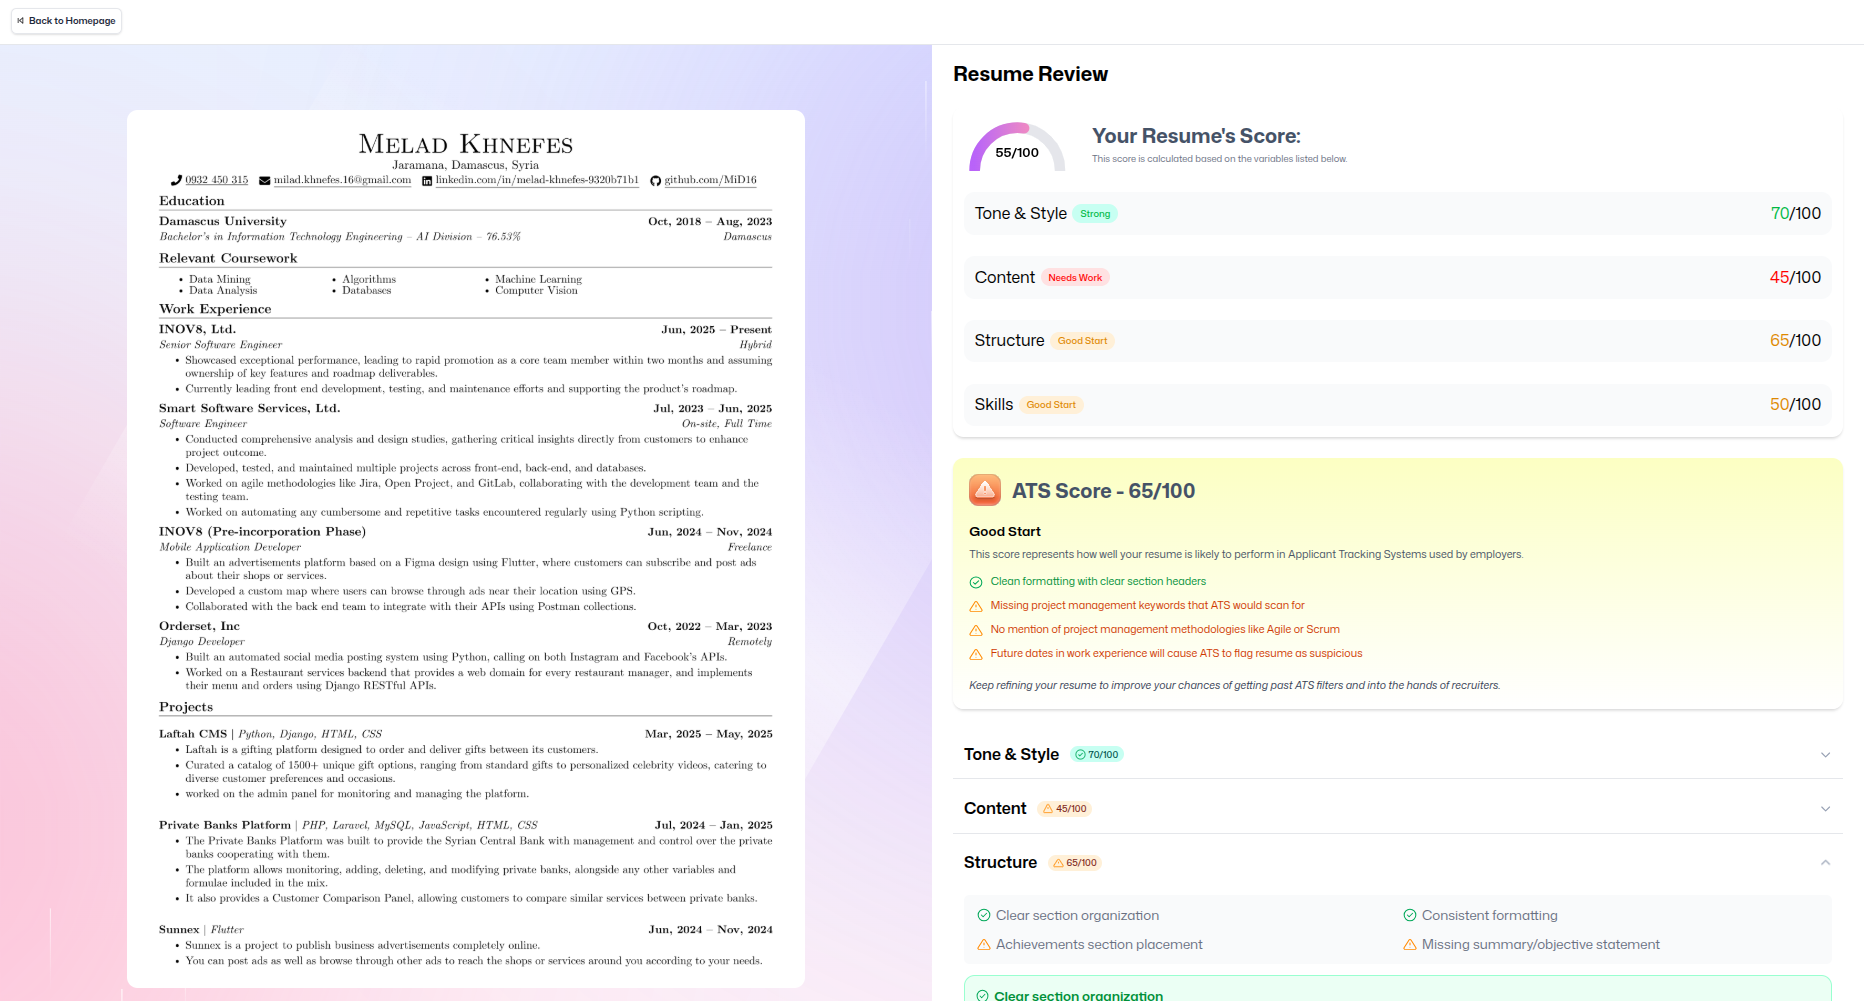 Back to Homepage
MELAD KHNEFES
Jaramana, Damascus, Syria
0932 450 315 milad.khnefes.16@gmail.com linkedin.com/in/melad-khnefes-9320b71b1 github.com/MiD16
Education
Damascus University Oct, 2018 – Aug, 2023
Bachelor's in Information Technology Engineering – AI Division – 76.53% Damascus
Relevant Coursework
• Data Mining • Algorithms • Machine Learning
• Data Analysis • Databases • Computer Vision
Work Experience
INOV8, Ltd. Jun, 2025 – Present
Senior Software Engineer Hybrid
• Showcased exceptional performance, leading to rapid promotion as a core team member within two months and assuming
ownership of key features and roadmap deliverables.
• Currently leading front end development, testing, and maintenance efforts and supporting the product's roadmap.
Smart Software Services, Ltd. Jul, 2023 – Jun, 2025
Software Engineer On-site, Full Time
• Conducted comprehensive analysis and design studies, gathering critical insights directly from customers to enhance
project outcome.
• Developed, tested, and maintained multiple projects across front-end, back-end, and databases.
• Worked on agile methodologies like Jira, Open Project, and GitLab, collaborating with the development team and the
testing team.
• Worked on automating any cumbersome and repetitive tasks encountered regularly using Python scripting.
INOV8 (Pre-incorporation Phase) Jun, 2024 – Nov, 2024
Mobile Application Developer Freelance
• Built an advertisements platform based on a Figma design using Flutter, where customers can subscribe and post ads
about their shops or services.
• Developed a custom map where users can browse through ads near their location using GPS.
• Collaborated with the back end team to integrate with their APIs using Postman collections.
Orderset, Inc Oct, 2022 – Mar, 2023
Django Developer Remotely
• Built an automated social media posting system using Python, calling on both Instagram and Facebook's APIs.
• Worked on a Restaurant services backend that provides a web domain for every restaurant manager, and implements
their menu and orders using Django RESTful APIs.
Projects
Laftah CMS | Python, Django, HTML, CSS Mar, 2025 – May, 2025
• Laftah is a gifting platform designed to order and deliver gifts between its customers.
• Curated a catalog of 1500+ unique gift options, ranging from standard gifts to personalized celebrity videos, catering to
diverse customer preferences and occasions.
• worked on the admin panel for monitoring and managing the platform.
Private Banks Platform | PHP, Laravel, MySQL, JavaScript, HTML, CSS Jul, 2024 – Jan, 2025
• The Private Banks Platform was built to provide the Syrian Central Bank with management and control over the private
banks cooperating with them.
• The platform allows monitoring, adding, deleting, and modifying private banks, alongside any other variables and
formulae included in the mix.
• It also provides a Customer Comparison Panel, allowing customers to compare similar services between private banks.
Sunnex | Flutter Jun, 2024 – Nov, 2024
• Sunnex is a project to publish business advertisements completely online.
• You can post ads as well as browse through other ads to reach the shops or services around you according to your needs.
Resume Review
55/100
Your Resume's Score:
This score is calculated based on the variables listed below.
Tone & Style Strong 70/100
Content Needs Work 45/100
Structure Good Start 65/100
Skills Good Start 50/100
ATS Score - 65/100
Good Start
This score represents how well your resume is likely to perform in Applicant Tracking Systems used by employers.
Clean formatting with clear section headers
Missing project management keywords that ATS would scan for
No mention of project management methodologies like Agile or Scrum
Future dates in work experience will cause ATS to flag resume as suspicious
Keep refining your resume to improve your chances of getting past ATS filters and into the hands of recruiters.
Tone & Style 70/100
Content 45/100
Structure 65/100
Clear section organization Consistent formatting
Achievements section placement Missing summary/objective statement
Clear section organization